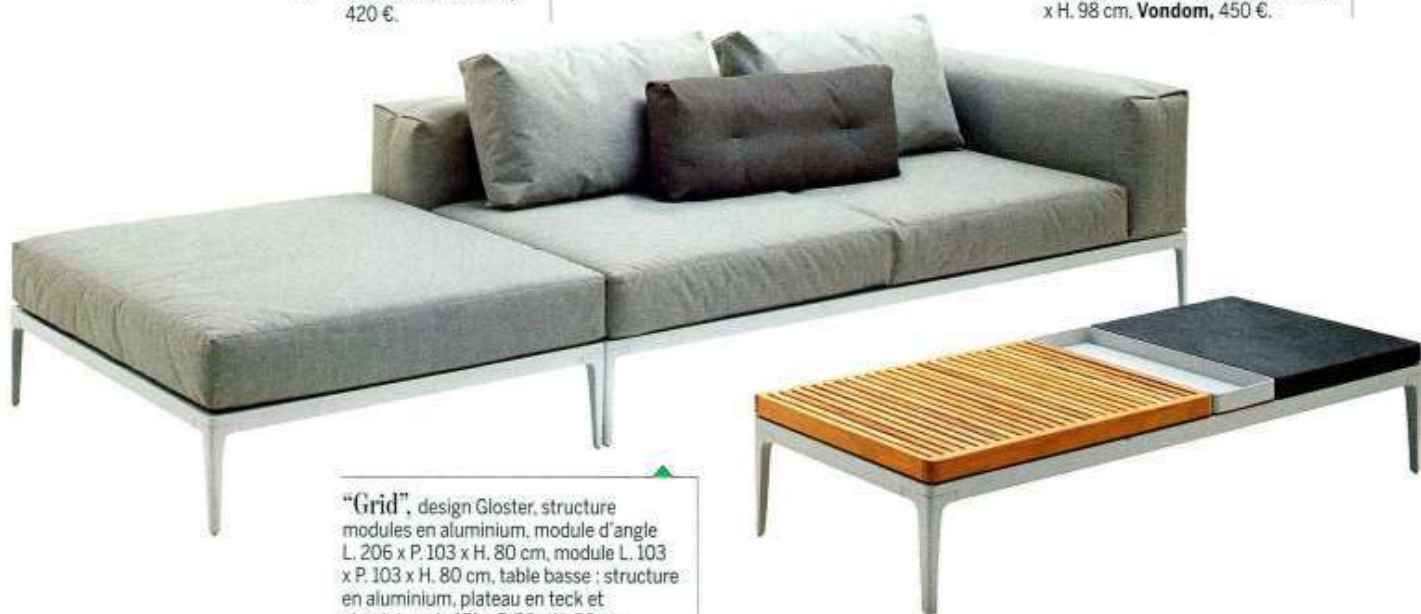 420 €.
x H. 98 cm, Vondom, 450 €.
“Grid”, design Gloster, structure
modules en aluminium, module d’angle
L. 206 x P. 103 x H. 80 cm, module L. 103
x P. 103 x H. 80 cm, table basse : structure
en aluminium, plateau en teck et